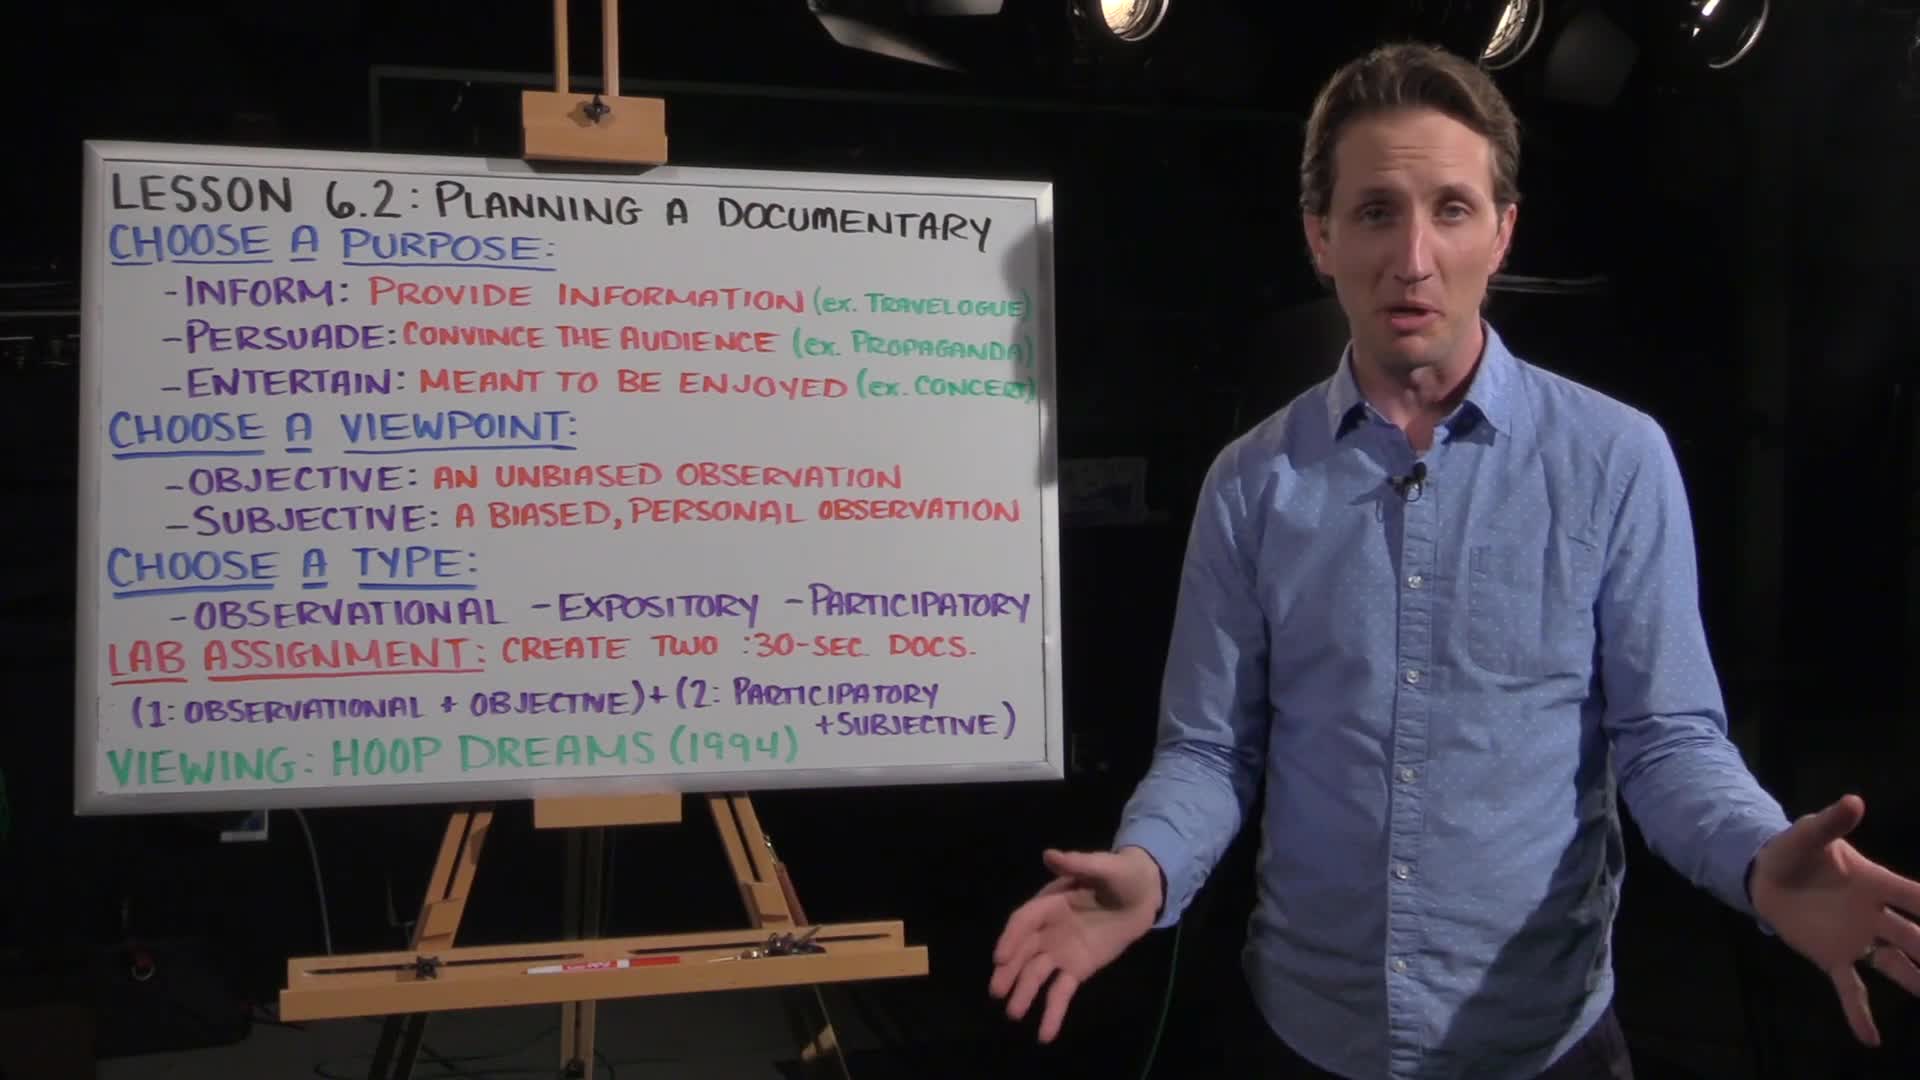 LESSON 6.2: PLANNING A DOCUMENTARY
CHOOSE A PURPOSE:
-INFORM: PROVIDE INFORMATION (ex. TRAVELOGUE)
-PERSUADE: CONVINCE THE AUDIENCE (ex. PROPAGANDA)
-ENTERTAIN: MEANT TO BE ENJOYED (ex. CONCERT)
CHOOSE A VIEWPOINT:
-OBJECTIVE: AN UNBIASED OBSERVATION
-SUBJECTIVE: A BIASED, PERSONAL OBSERVATION
CHOOSE A TYPE:
-OBSERVATIONAL -EXPOSITORY -PARTICIPATORY
LAB ASSIGNMENT: CREATE TWO :30-SEC. DOCS.
(1: OBSERVATIONAL + OBJECTIVE) + (2: PARTICIPATORY
+SUBJECTIVE)
VIEWING: HOOP DREAMS (1994)